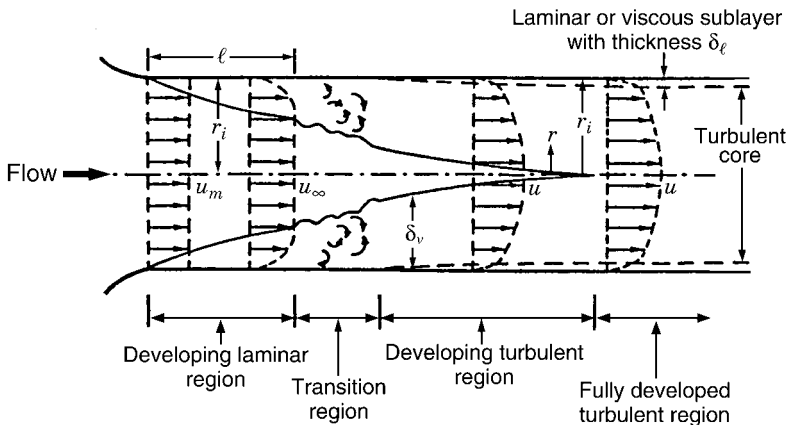 Laminar or viscous sublayer
with thickness δℓ
ℓ
rᵢ
r
rᵢ
Turbulent
core
Flow
uₘ
u∞
u
u
δᵥ
Developing laminar
region
Transition
region
Developing turbulent
region
Fully developed
turbulent region